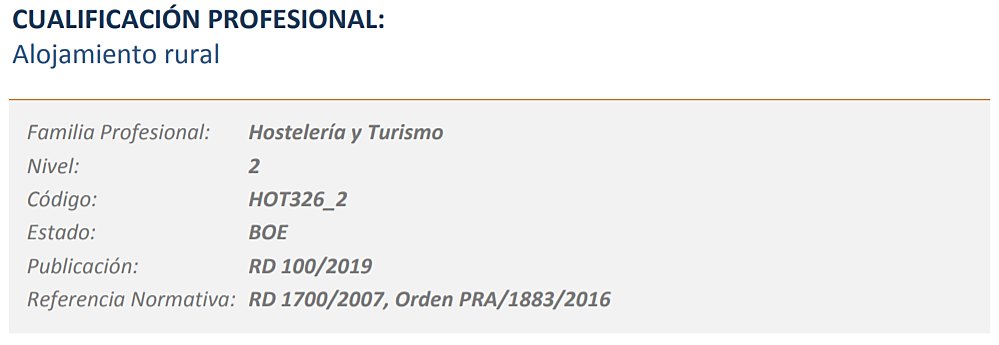 CUALIFICACIÓN PROFESIONAL:
Alojamiento rural
Familia Profesional: Hostelería y Turismo
Nivel: 2
Código: HOT326_2
Estado: BOE
Publicación: RD 100/2019
Referencia Normativa: RD 1700/2007, Orden PRA/1883/2016